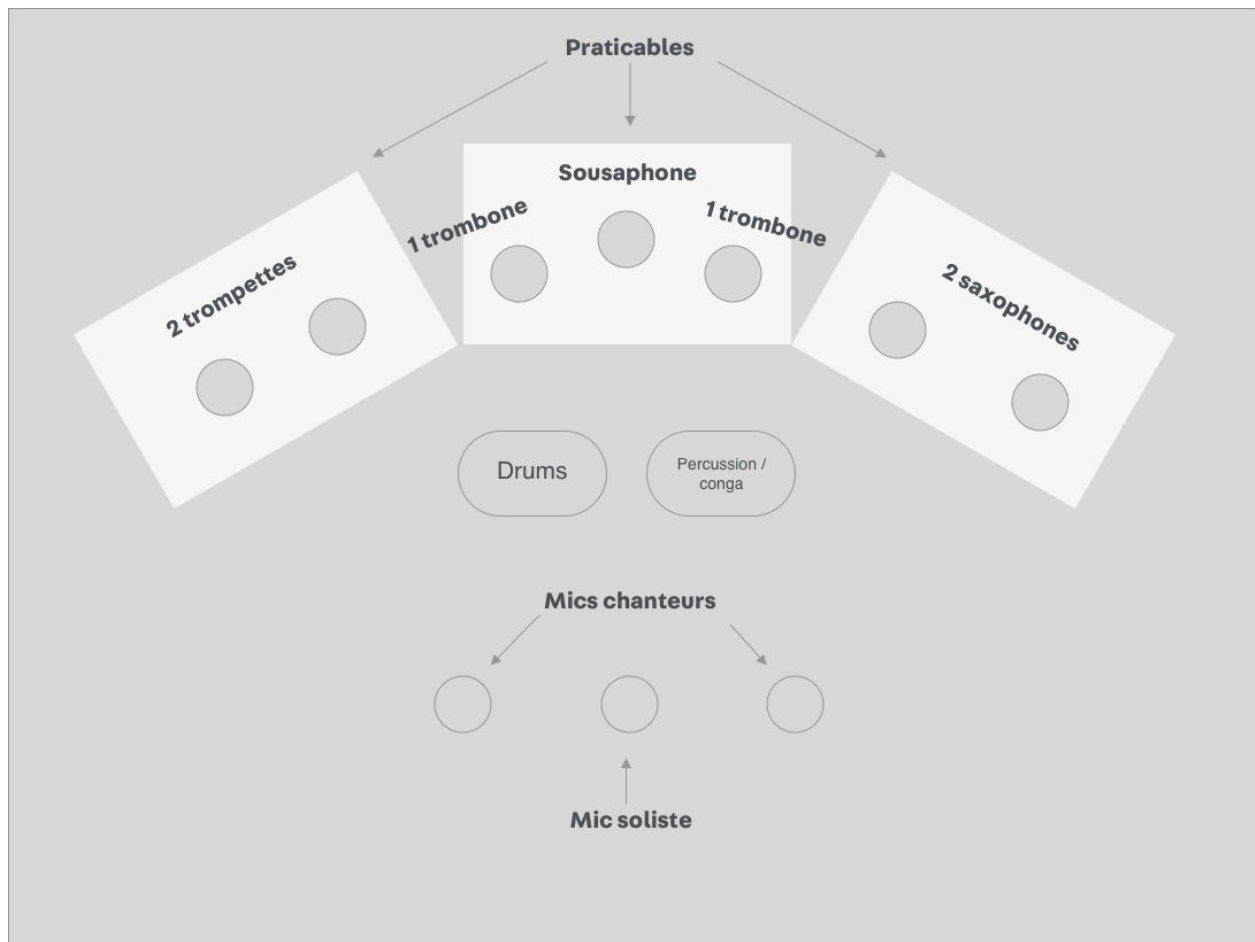 Praticables
Sousaphone
1 trombone
1 trombone
2 trompettes
2 saxophones
Drums
Percussion /
conga
Mics chanteurs
Mic soliste